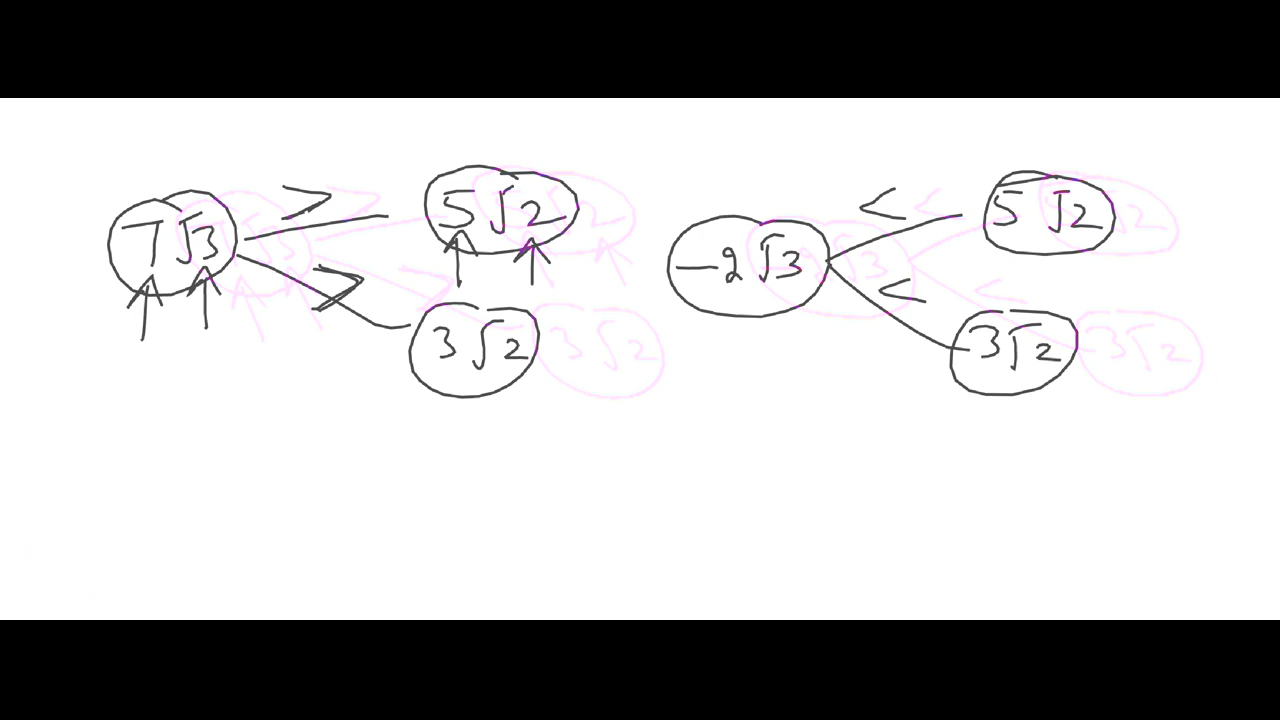 7√3 > 5√2
> 3√2
-2√3 < 5√2
< 3√2